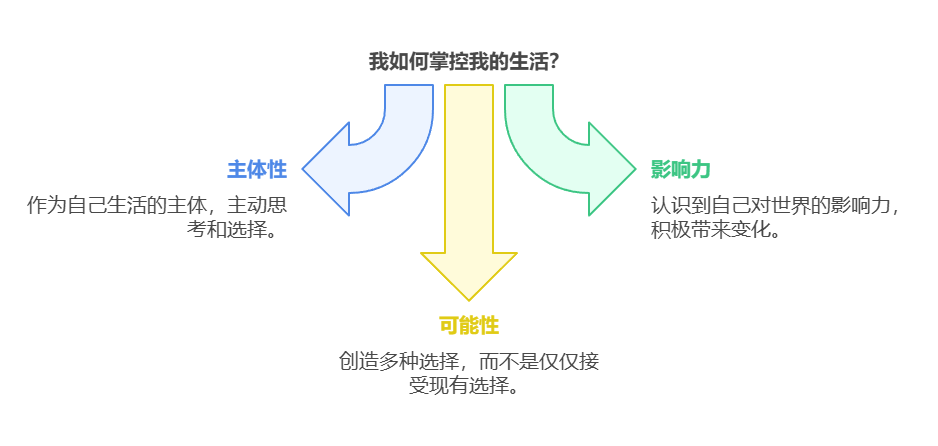 我如何掌控我的生活？
主体性
作为自己生活的主体，主动思
考和选择。
影响力
认识到自己对世界的影响力，
积极带来变化。
可能性
创造多种选择，而不是仅仅接
受现有选择。